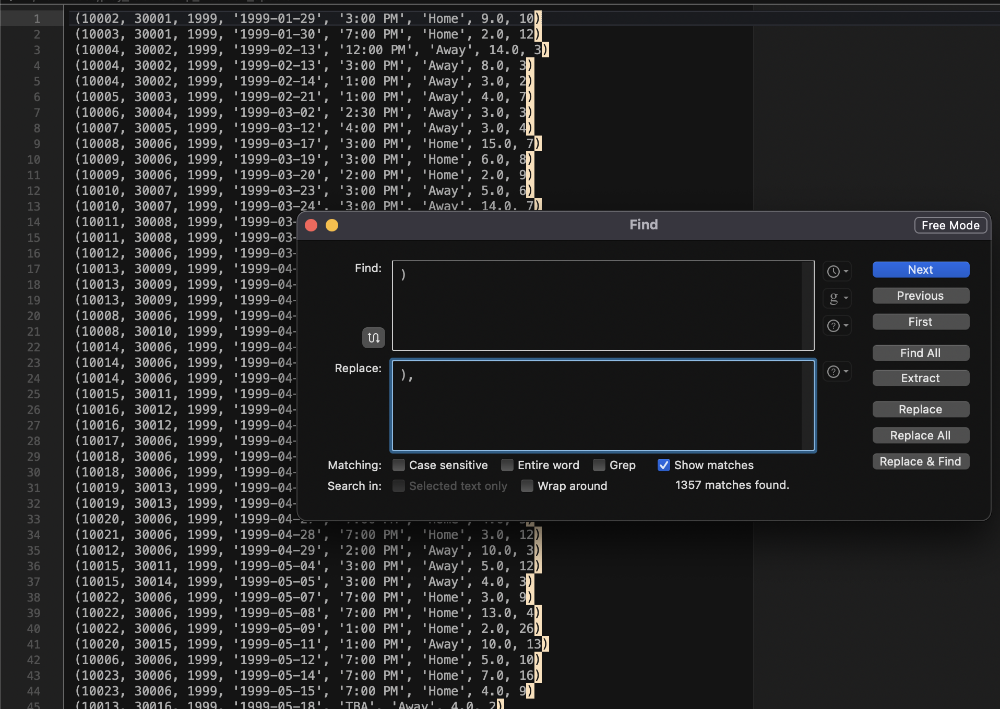 1 (10002, 30001, 1999, '1999-01-29', '3:00 PM', 'Home', 9.0, 10)
2 (10003, 30001, 1999, '1999-01-30', '7:00 PM', 'Home', 2.0, 12)
3 (10004, 30002, 1999, '1999-02-13', '12:00 PM', 'Away', 14.0, 3)
4 (10004, 30002, 1999, '1999-02-13', '3:00 PM', 'Away', 8.0, 3)
5 (10004, 30002, 1999, '1999-02-14', '1:00 PM', 'Away', 3.0, 2)
6 (10005, 30003, 1999, '1999-02-21', '1:00 PM', 'Away', 4.0, 7)
7 (10006, 30004, 1999, '1999-03-02', '2:30 PM', 'Away', 3.0, 3)
8 (10007, 30005, 1999, '1999-03-12', '4:00 PM', 'Away', 3.0, 4)
9 (10008, 30006, 1999, '1999-03-17', '3:00 PM', 'Home', 15.0, 7)
10 (10009, 30006, 1999, '1999-03-19', '3:00 PM', 'Home', 6.0, 8)
11 (10009, 30006, 1999, '1999-03-20', '2:00 PM', 'Home', 2.0, 9)
12 (10010, 30007, 1999, '1999-03-23', '3:00 PM', 'Away', 5.0, 6)
13 (10010, 30007, 1999, '1999-03-24', '3:00 PM', 'Away', 14.0, 7)
14 (10011, 30008, 1999, '1999-03-
15 (10011, 30008, 1999, '1999-03-
16 (10012, 30006, 1999, '1999-03-
17 (10013, 30009, 1999, '1999-04-
18 (10013, 30009, 1999, '1999-04-
19 (10013, 30009, 1999, '1999-04-
20 (10008, 30006, 1999, '1999-04-
21 (10008, 30010, 1999, '1999-04-
22 (10014, 30006, 1999, '1999-04-
23 (10014, 30006, 1999, '1999-04-
24 (10014, 30006, 1999, '1999-04-
25 (10015, 30011, 1999, '1999-04-
26 (10016, 30012, 1999, '1999-04-
27 (10016, 30012, 1999, '1999-04-
28 (10017, 30006, 1999, '1999-04-
29 (10018, 30006, 1999, '1999-04-
30 (10018, 30006, 1999, '1999-04-
31 (10019, 30013, 1999, '1999-04-
32 (10019, 30013, 1999, '1999-04-
33 (10020, 30006, 1999, '1999-04-
34 (10021, 30006, 1999, '1999-04-28', '7:00 PM', 'Home', 3.0, 12)
35 (10012, 30006, 1999, '1999-04-29', '2:00 PM', 'Away', 10.0, 3)
36 (10015, 30011, 1999, '1999-05-04', '3:00 PM', 'Away', 5.0, 12)
37 (10015, 30014, 1999, '1999-05-05', '3:00 PM', 'Away', 4.0, 3)
38 (10022, 30006, 1999, '1999-05-07', '7:00 PM', 'Home', 3.0, 9)
39 (10022, 30006, 1999, '1999-05-08', '7:00 PM', 'Home', 13.0, 4)
40 (10022, 30006, 1999, '1999-05-09', '1:00 PM', 'Home', 2.0, 26)
41 (10020, 30015, 1999, '1999-05-11', '1:00 PM', 'Away', 10.0, 13)
42 (10006, 30006, 1999, '1999-05-12', '7:00 PM', 'Home', 5.0, 10)
43 (10023, 30006, 1999, '1999-05-14', '7:00 PM', 'Home', 7.0, 16)
44 (10023, 30006, 1999, '1999-05-15', '7:00 PM', 'Home', 4.0, 9)
45 (10013, 30016, 1999, '1999-05-18', 'TBA', 'Away', 4.0, 2)
Find
Free Mode
Find: )
Next
g
Previous
?
First
Find All
Replace: ),
?
Extract
Replace
Replace All
Replace & Find
Matching: Case sensitive Entire word Grep Show matches
Search in: Selected text only Wrap around 1357 matches found.